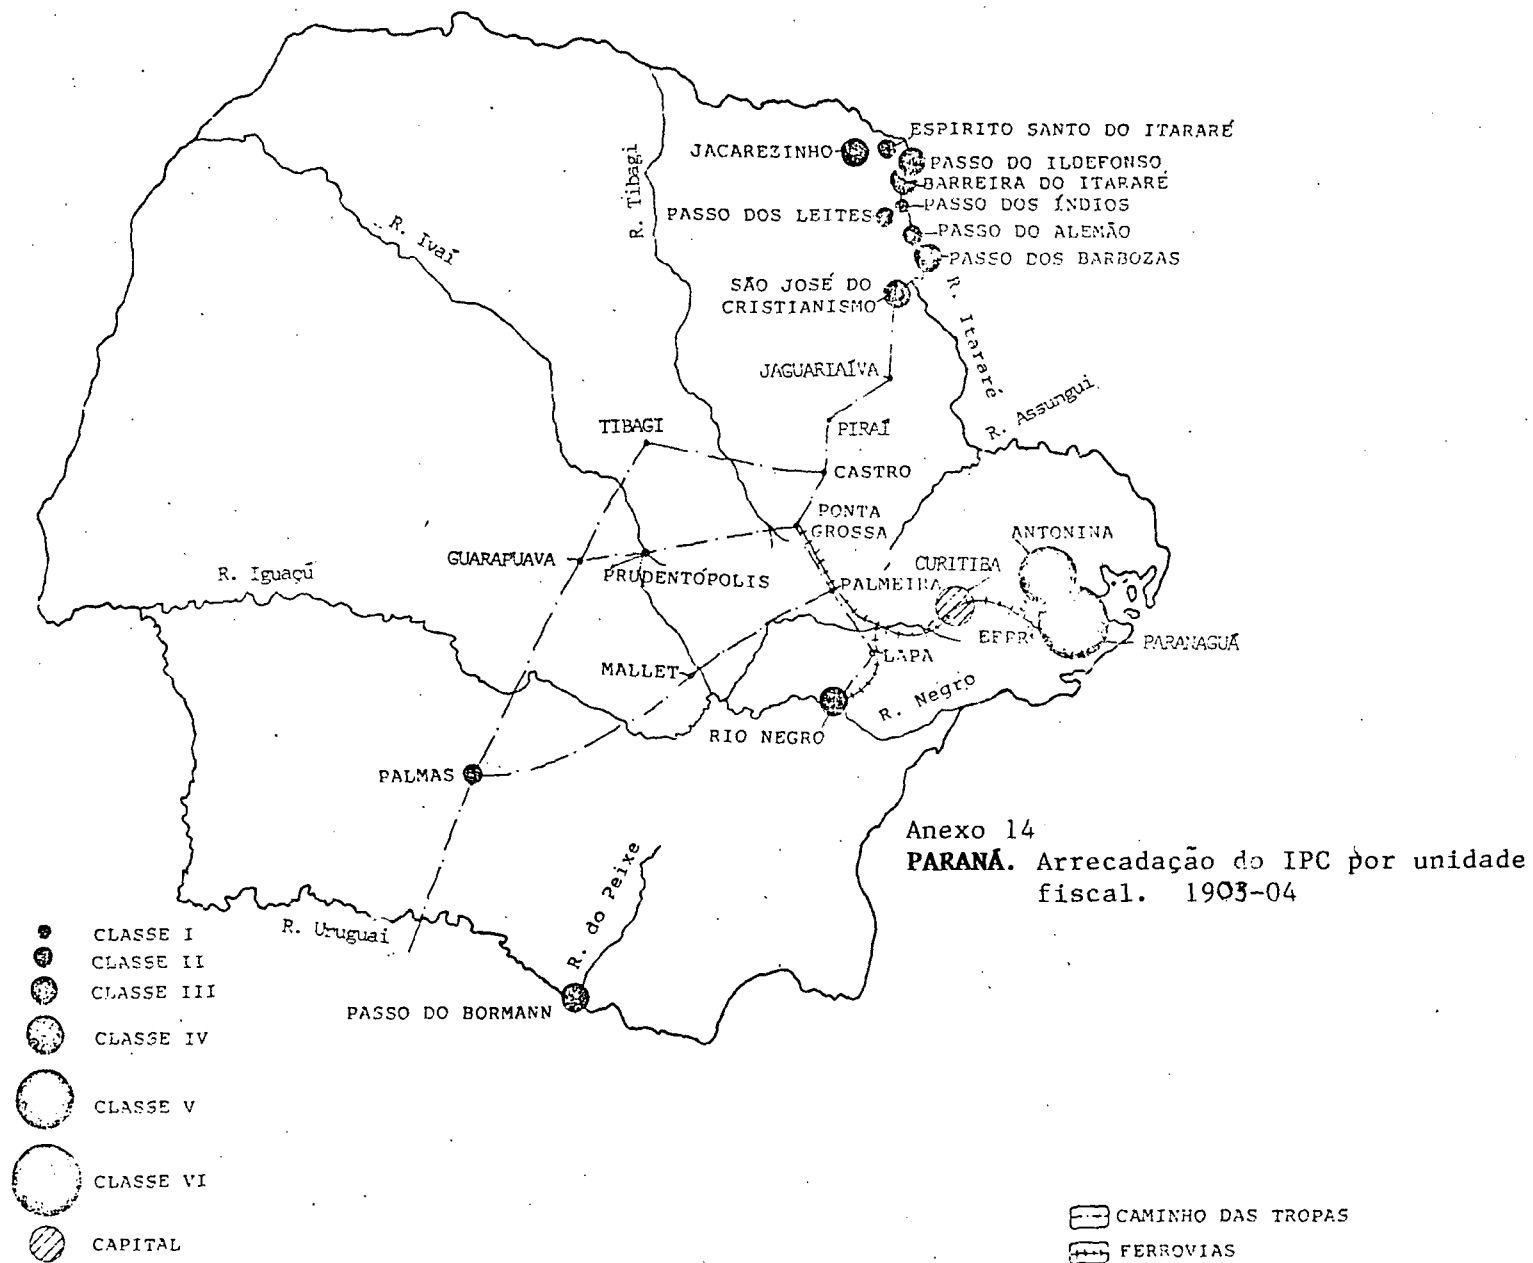 ESPIRITO SANTO DO ITARARÉ
JACAREZINHO
PASSO DO ILDEFONSO
BARREIRA DO ITARARÉ
PASSO DOS ÍNDIOS
PASSO DOS LEITES
PASSO DO ALEMÃO
PASSO DOS BARBOZAS
SÃO JOSÉ DO
CRISTIANISMO
R. Tibagi
R. Ivaí
R. Itararé
JAGUARIAÍVA
R. Assungui
TIBAGI
PIRAÍ
CASTRO
PONTA
GROSSA
ANTONINA
GUARAPUAVA
CURITIBA
R. Iguaçú
PRUDENTÓPOLIS
PALMEIRA
EFPR
PARANAGUÁ
LAPA
MALLET
R. Negro
RIO NEGRO
PALMAS
Anexo 14
PARANÁ. Arrecadação do IPC por unidade
fiscal. 1903-04
R. do Peixe
R. Uruguai
PASSO DO BORMANN
CLASSE I
CLASSE II
CLASSE III
CLASSE IV
CLASSE V
CLASSE VI
CAPITAL
CAMINHO DAS TROPAS
FERROVIAS